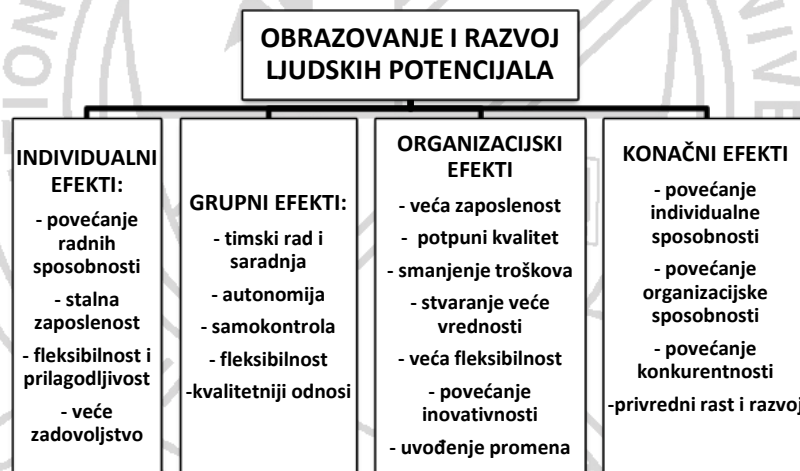 OBRAZOVANJE I RAZVOJ
LJUDSKIH POTENCIJALA
INDIVIDUALNI
EFEKTI:
- povećanje
radnih
sposobnosti
- stalna
zaposlenost
- fleksibilnost i
prilagodljivost
- veće
zadovoljstvo
GRUPNI EFEKTI:
- timski rad i
saradnja
- autonomija
- samokontrola
- fleksibilnost
-kvalitetniji odnosi
ORGANIZACIJSKI
EFEKTI
- veća zaposlenost
- potpuni kvalitet
- smanjenje troškova
- stvaranje veće
vrednosti
- veća fleksibilnost
- povećanje
inovativnosti
- uvođenje promena
KONAČNI EFEKTI
- povećanje
individualne
sposobnosti
- povećanje
organizacijske
sposobnosti
- povećanje
konkurentnosti
-privredni rast i razvoj